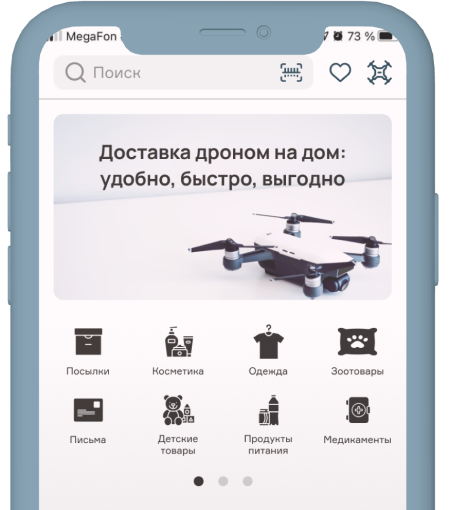 MegaFon
73 %
Поиск
Доставка дроном на дом:
удобно, быстро, выгодно
Посылки
Косметика
Одежда
Зоотовары
Письма
Детские
товары
Продукты
питания
Медикаменты